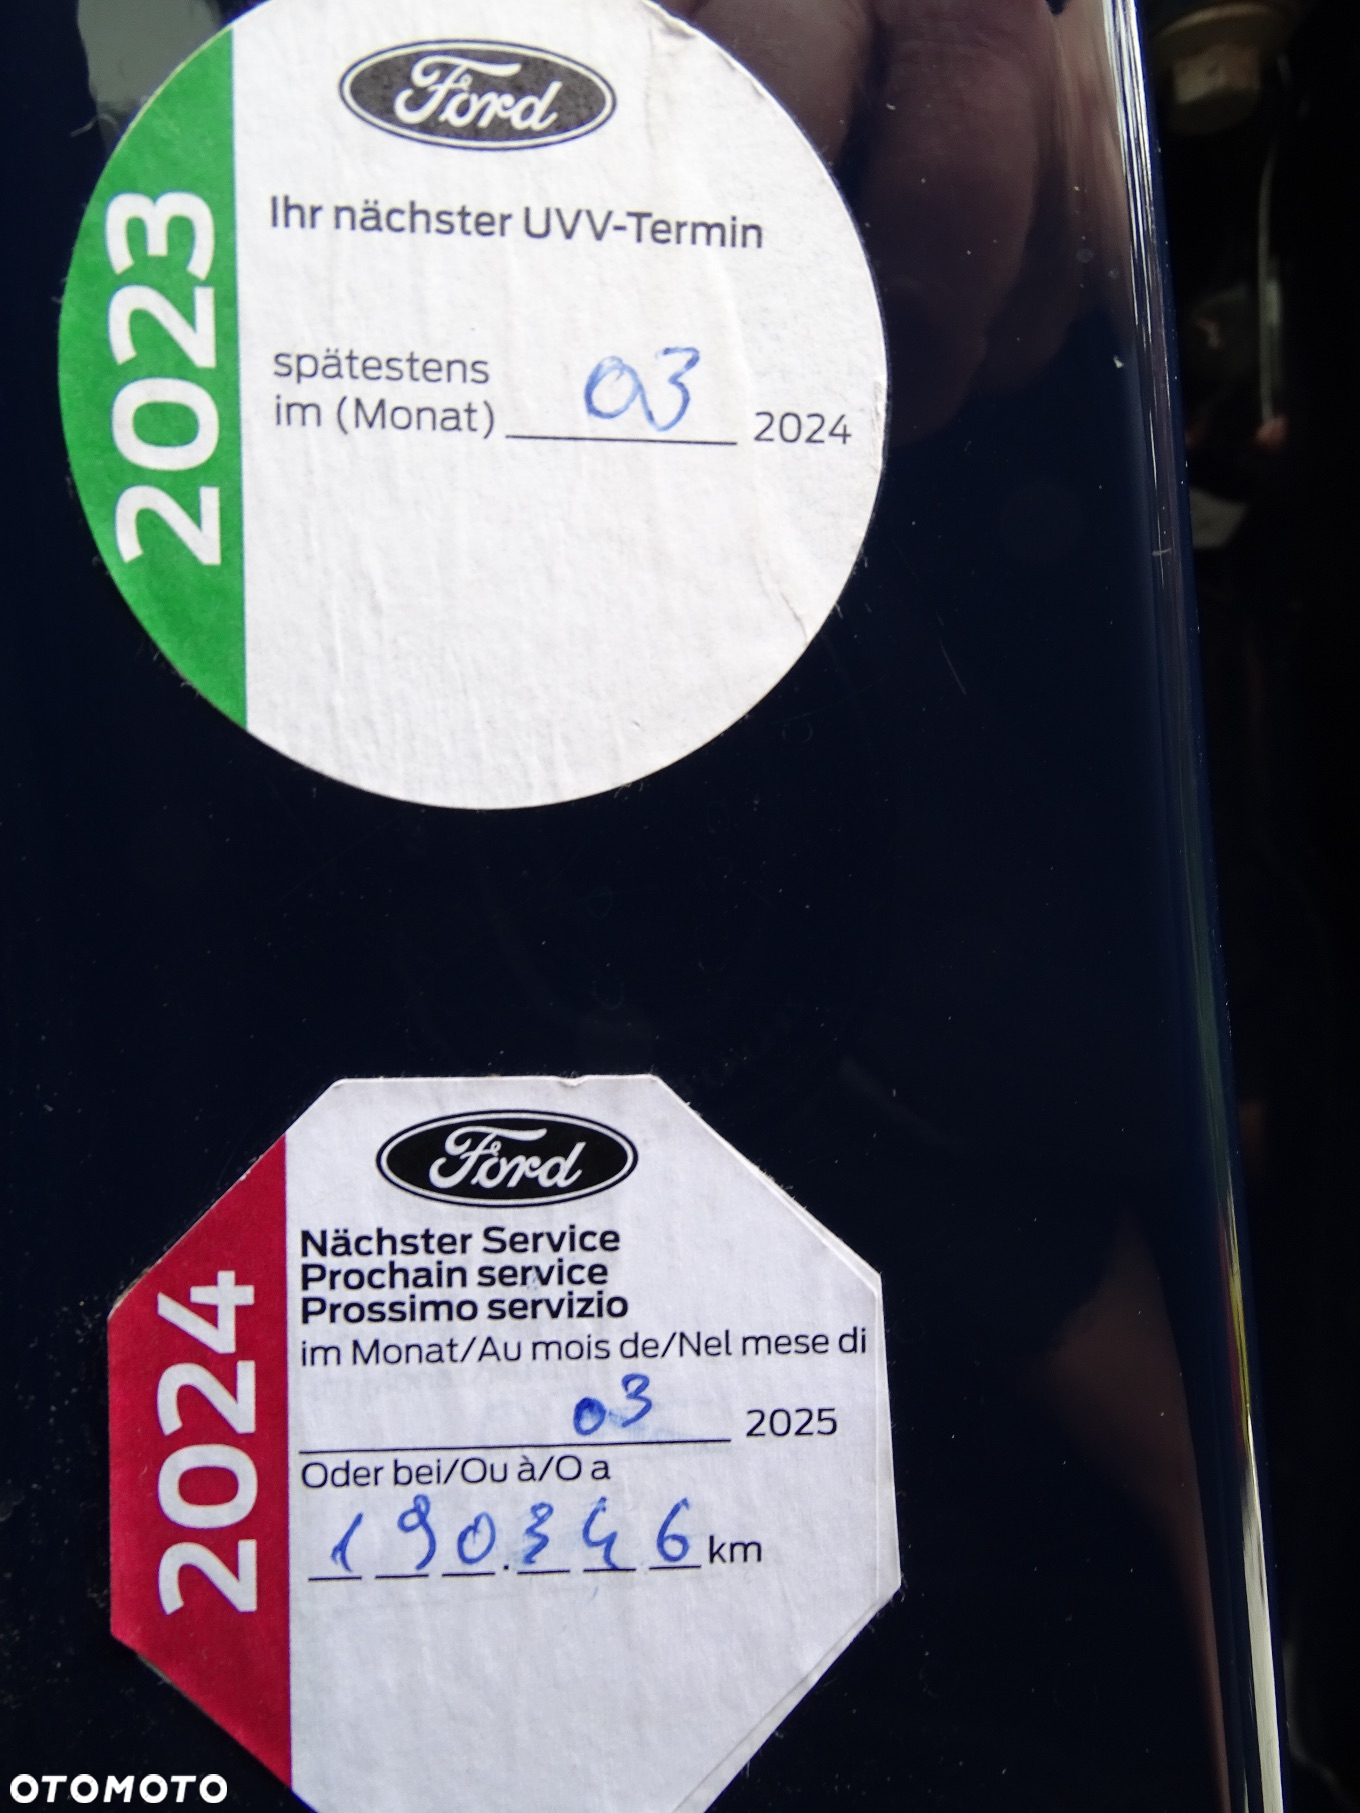 Ford
2023
Ihr nächster UVV-Termin
spätestens
im (Monat) 03 2024
Ford
2024
Nächster Service
Prochain service
Prossimo servizio
im Monat/Au mois de/Nel mese di
03 2025
Oder bei/Ou à/O a
190.346 km
OTOMOTO